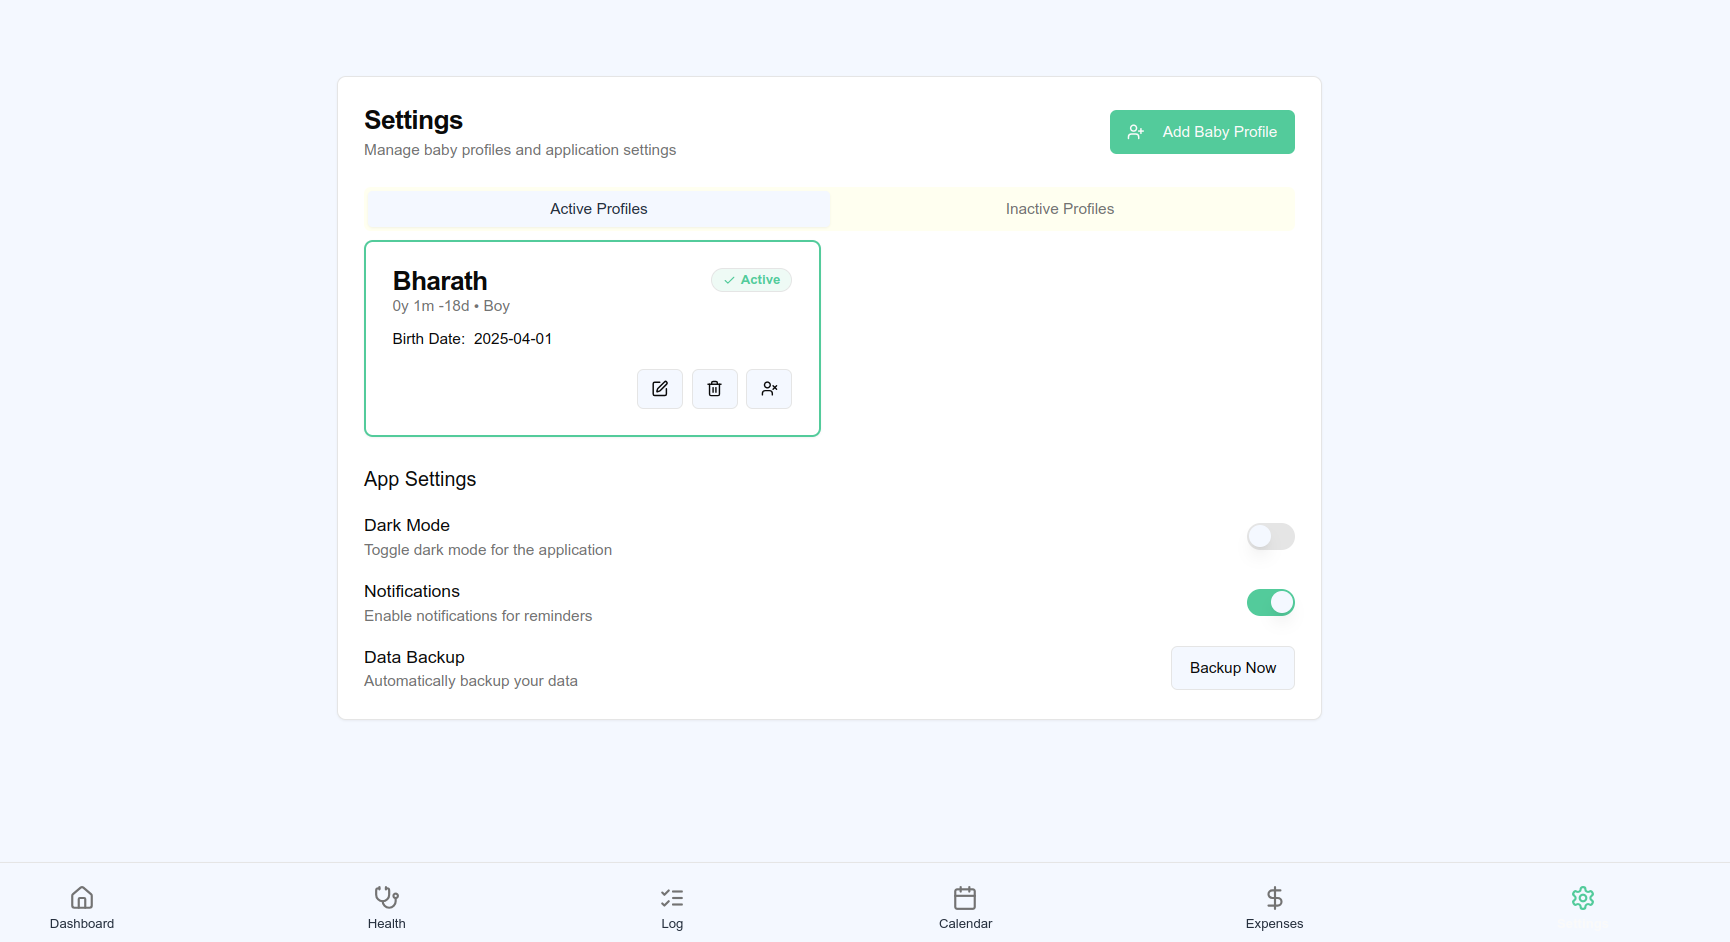 Settings
Manage baby profiles and application settings
Add Baby Profile
Active Profiles
Inactive Profiles
Bharath
Active
0y 1m -18d • Boy
Birth Date: 2025-04-01
App Settings
Dark Mode
Toggle dark mode for the application
Notifications
Enable notifications for reminders
Data Backup
Automatically backup your data
Backup Now
Dashboard
Health
Log
Calendar
Expenses